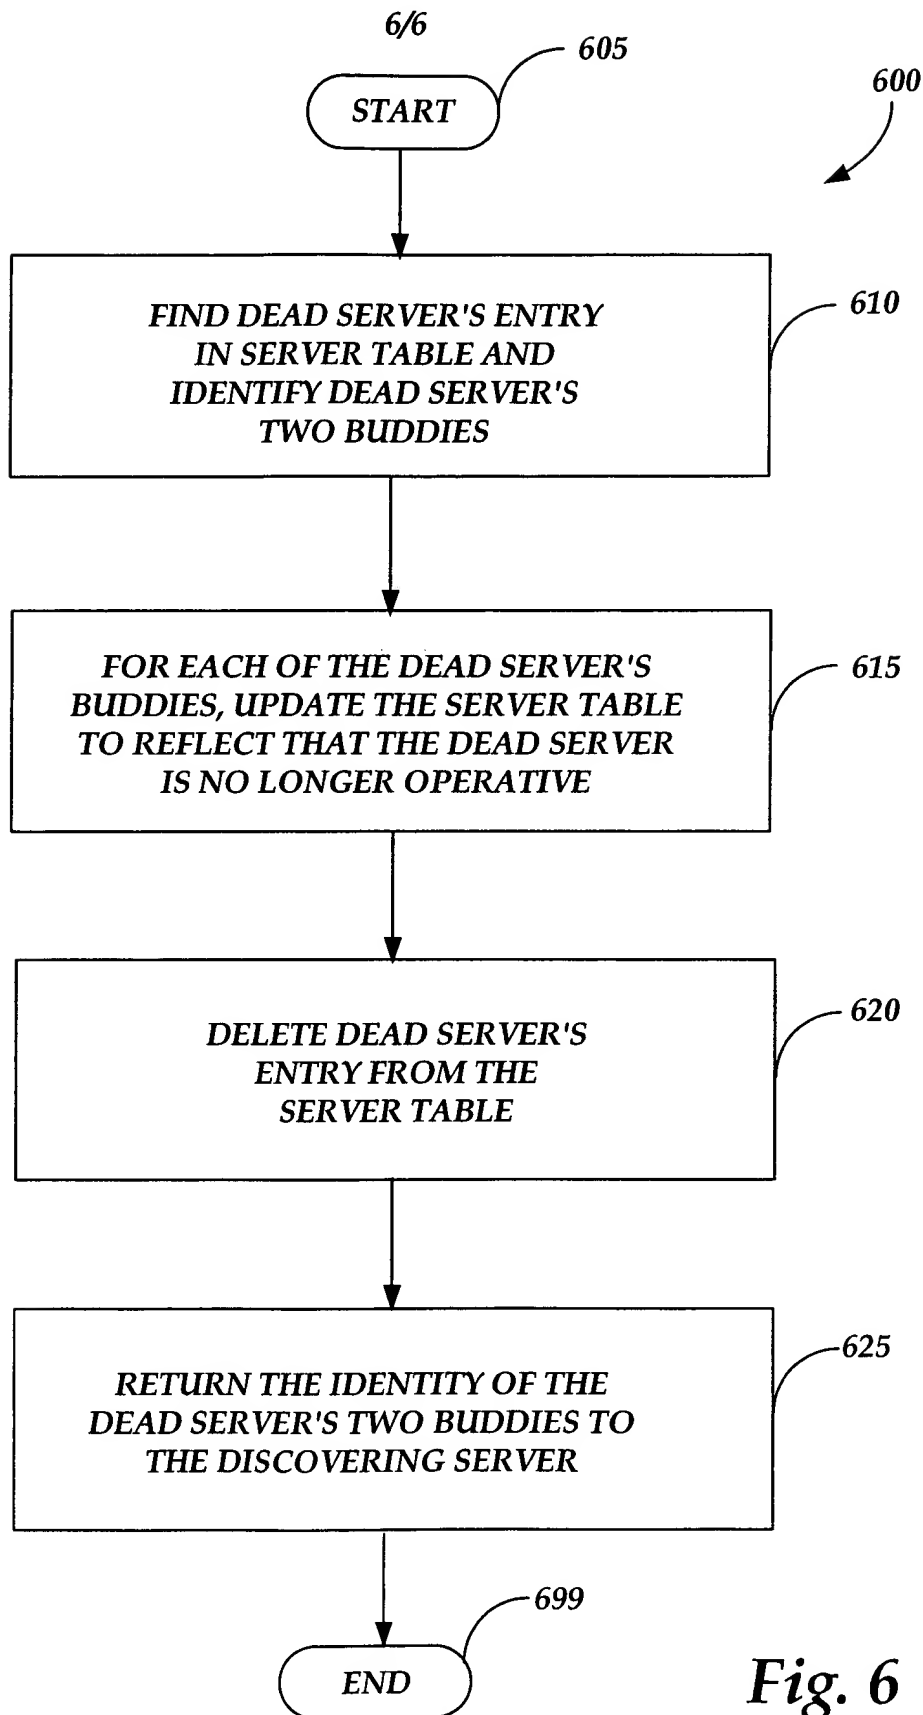 6/6
605
START
600
FIND DEAD SERVER'S ENTRY
IN SERVER TABLE AND
IDENTIFY DEAD SERVER'S
TWO BUDDIES
610
FOR EACH OF THE DEAD SERVER'S
BUDDIES, UPDATE THE SERVER TABLE
TO REFLECT THAT THE DEAD SERVER
IS NO LONGER OPERATIVE
615
DELETE DEAD SERVER'S
ENTRY FROM THE
SERVER TABLE
620
RETURN THE IDENTITY OF THE
DEAD SERVER'S TWO BUDDIES TO
THE DISCOVERING SERVER
625
699
END
Fig. 6